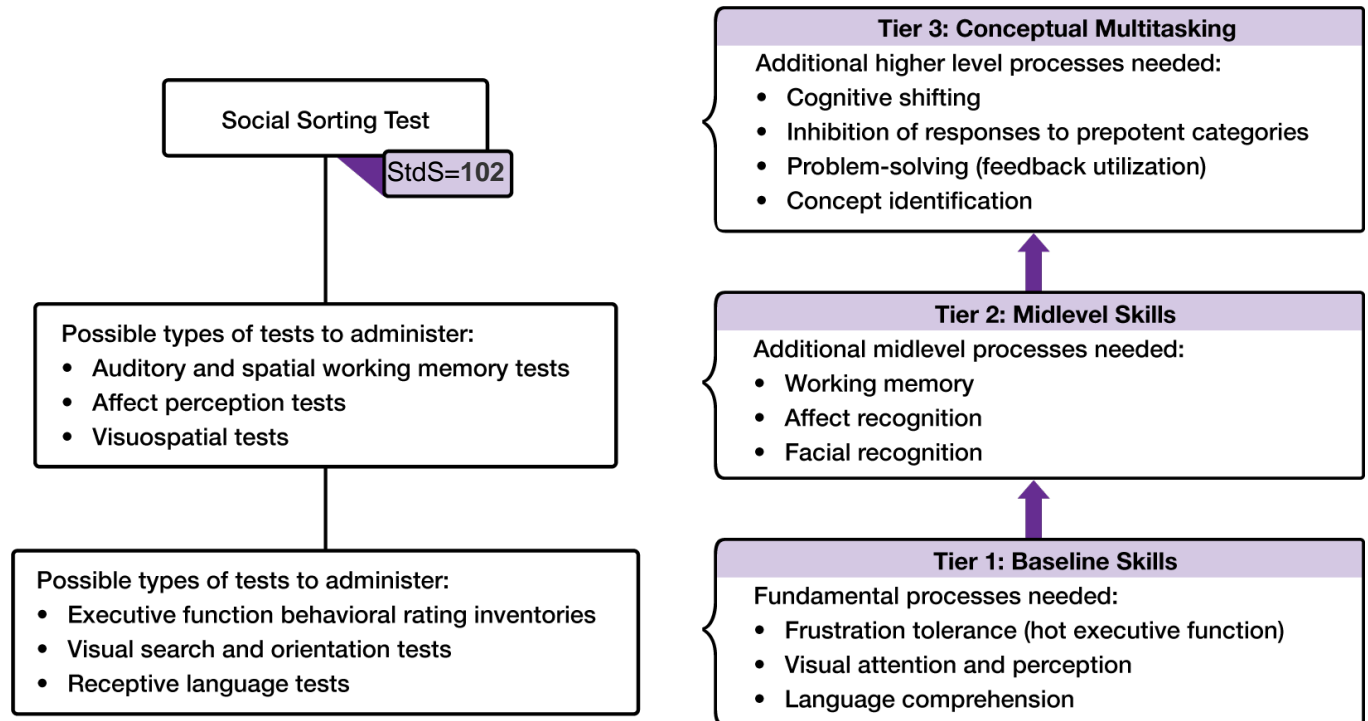 Social Sorting Test
StdS=102
Possible types of tests to administer:
• Auditory and spatial working memory tests
• Affect perception tests
• Visuospatial tests
Possible types of tests to administer:
• Executive function behavioral rating inventories
• Visual search and orientation tests
• Receptive language tests
Tier 3: Conceptual Multitasking
Additional higher level processes needed:
• Cognitive shifting
• Inhibition of responses to prepotent categories
• Problem-solving (feedback utilization)
• Concept identification
Tier 2: Midlevel Skills
Additional midlevel processes needed:
• Working memory
• Affect recognition
• Facial recognition
Tier 1: Baseline Skills
Fundamental processes needed:
• Frustration tolerance (hot executive function)
• Visual attention and perception
• Language comprehension